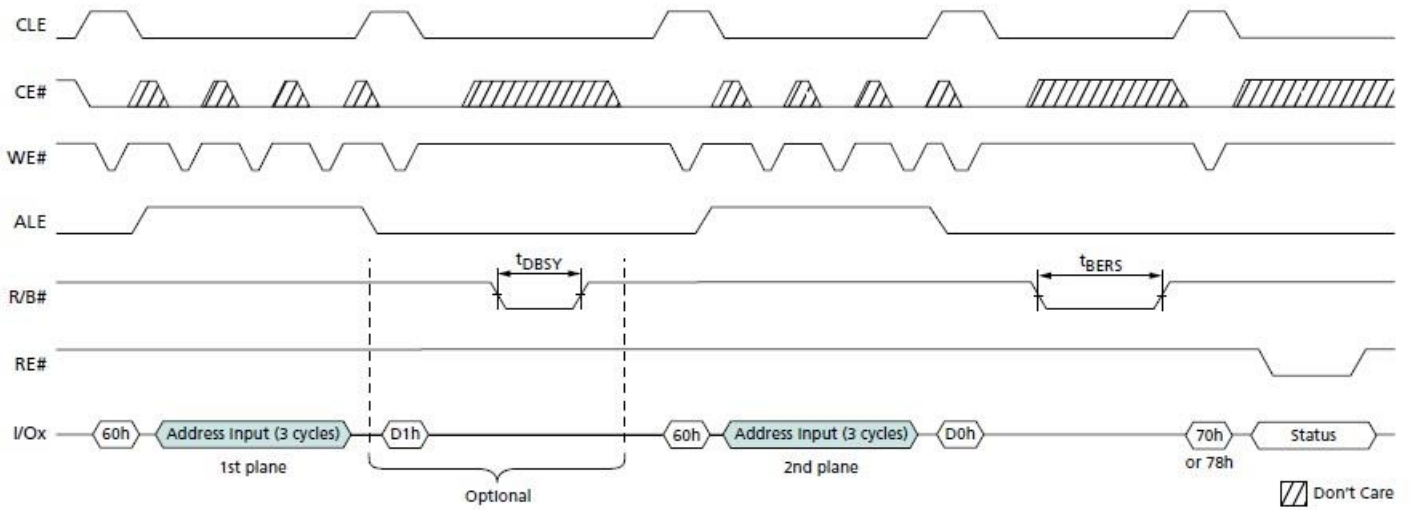 CLE
CE#
WE#
ALE
tDBSY
tBERS
R/B#
RE#
I/Ox
60h
Address Input (3 cycles)
D1h
60h
Address Input (3 cycles)
D0h
70h
Status
1st plane
2nd plane
or 78h
Optional
Don't Care